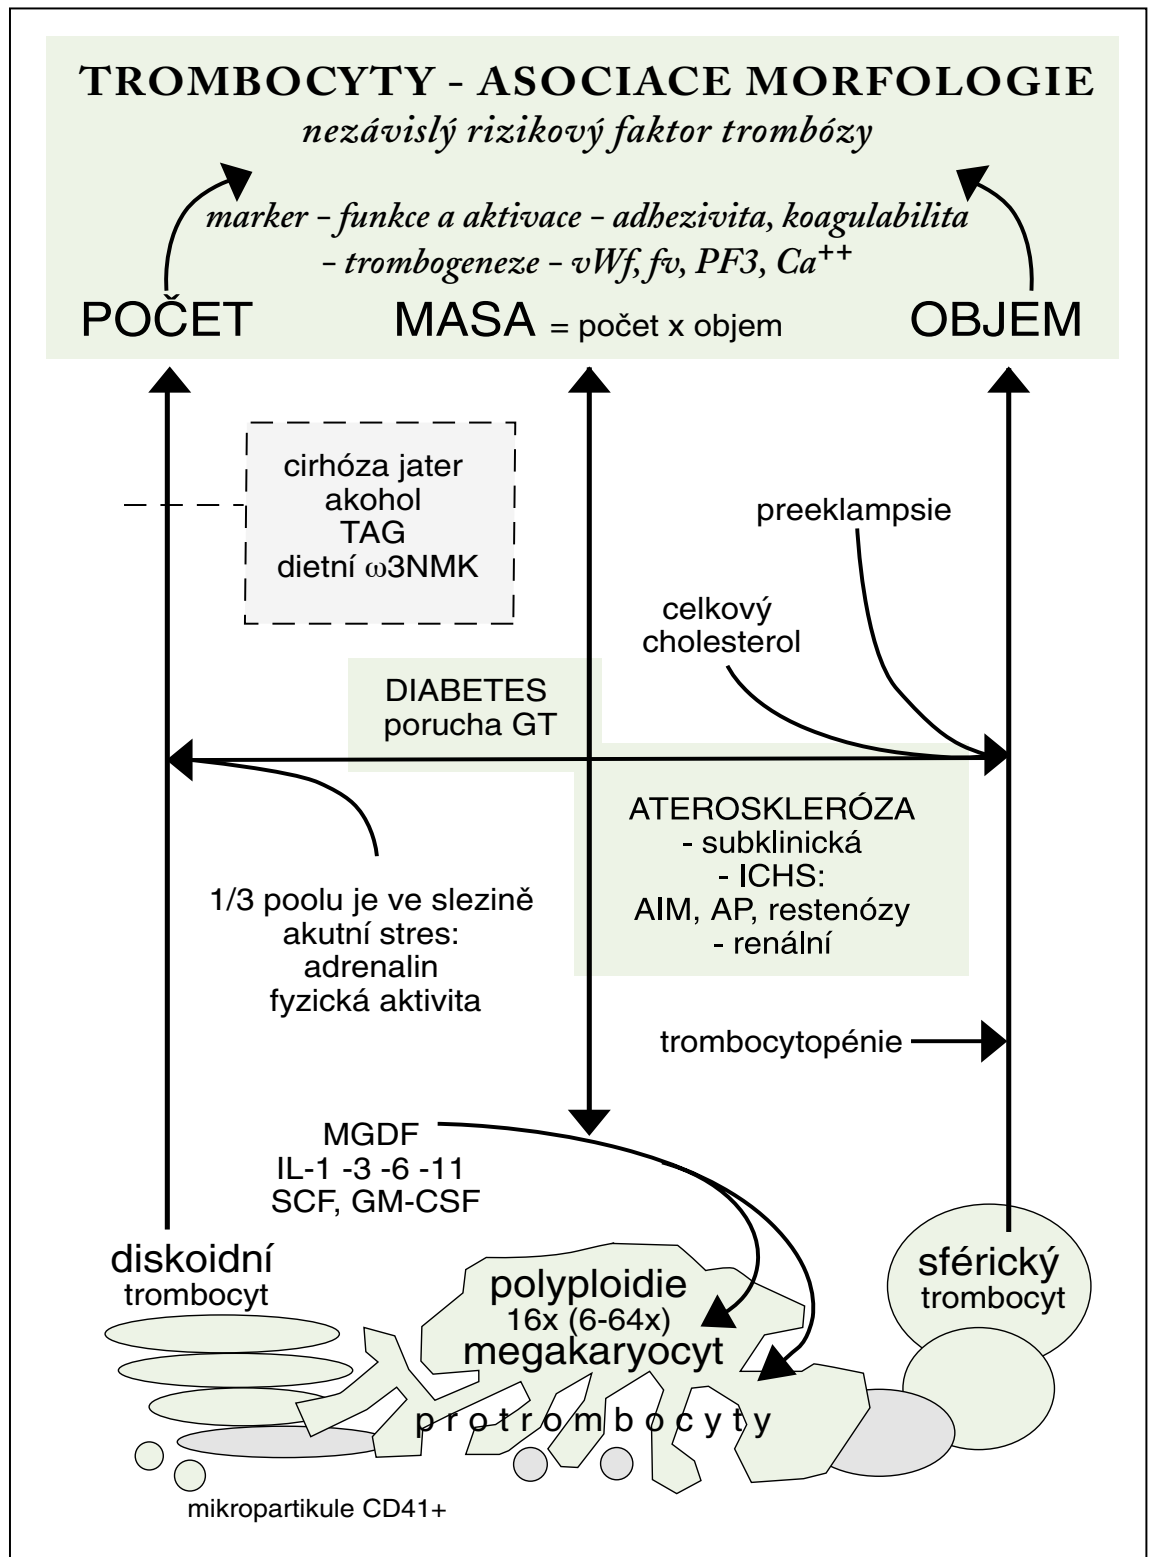 TROMBOCYTY - ASOCIACE MORFOLOGIE
nezávislý rizikový faktor trombózy
marker - funkce a aktivace - adhezivita, koagulabilita
- trombogeneze - vWf, fv, PF3, Ca++
POČET
MASA = počet x objem
OBJEM
cirhóza jater
akohol
TAG
dietní ω3NMK
preeklampsie
celkový
cholesterol
DIABETES
porucha GT
ATEROSKLERÓZA
- subklinická
- ICHS:
AIM, AP, restenózy
- renální
1/3 poolu je ve slezině
akutní stres:
adrenalin
fyzická aktivita
trombocytopénie
MGDF
IL-1 -3 -6 -11
SCF, GM-CSF
diskoidní
trombocyt
polyploidie
16x (6-64x)
megakaryocyt
protrombocyty
sférický
trombocyt
mikropartikule CD41+